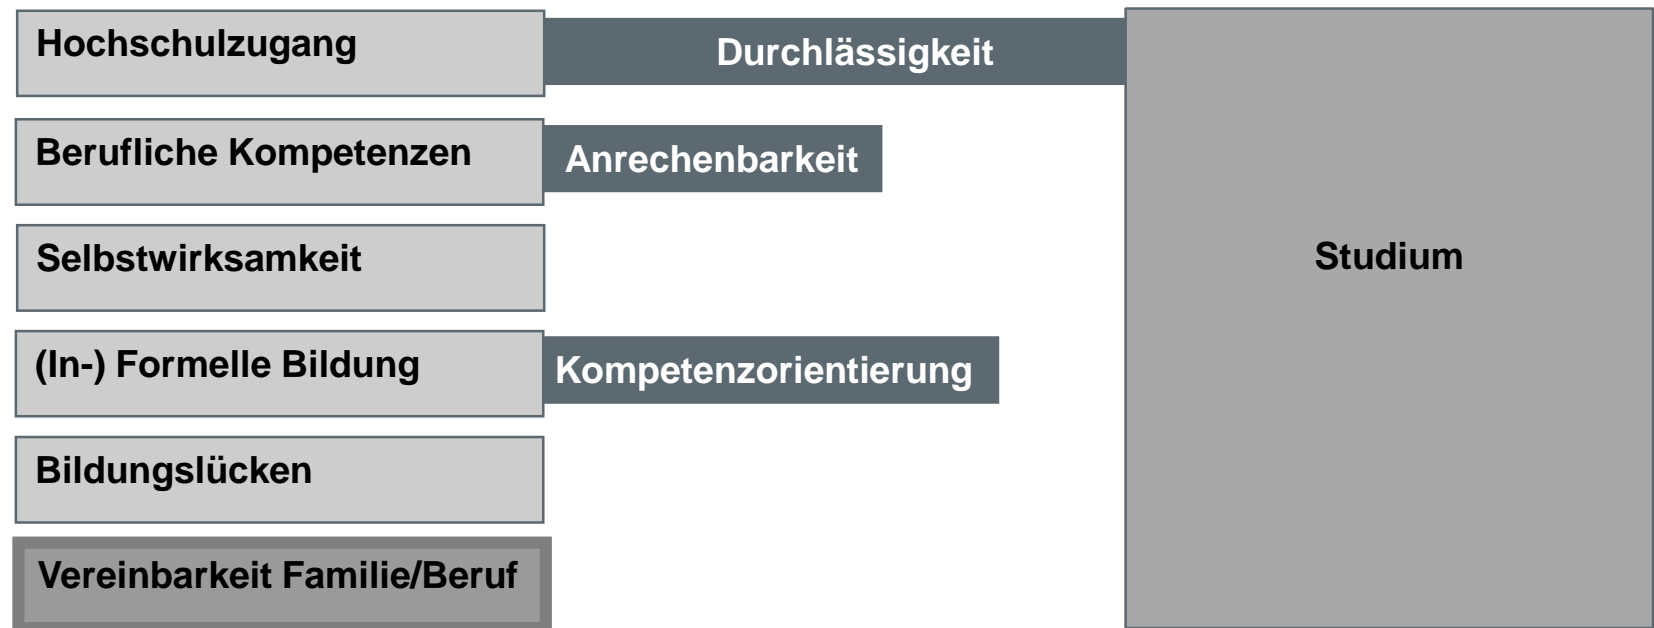 Hochschulzugang
Durchlässigkeit
Berufliche Kompetenzen
Anrechenbarkeit
Selbstwirksamkeit
Studium
(In-) Formelle Bildung
Kompetenzorientierung
Bildungslücken
Vereinbarkeit Familie/Beruf